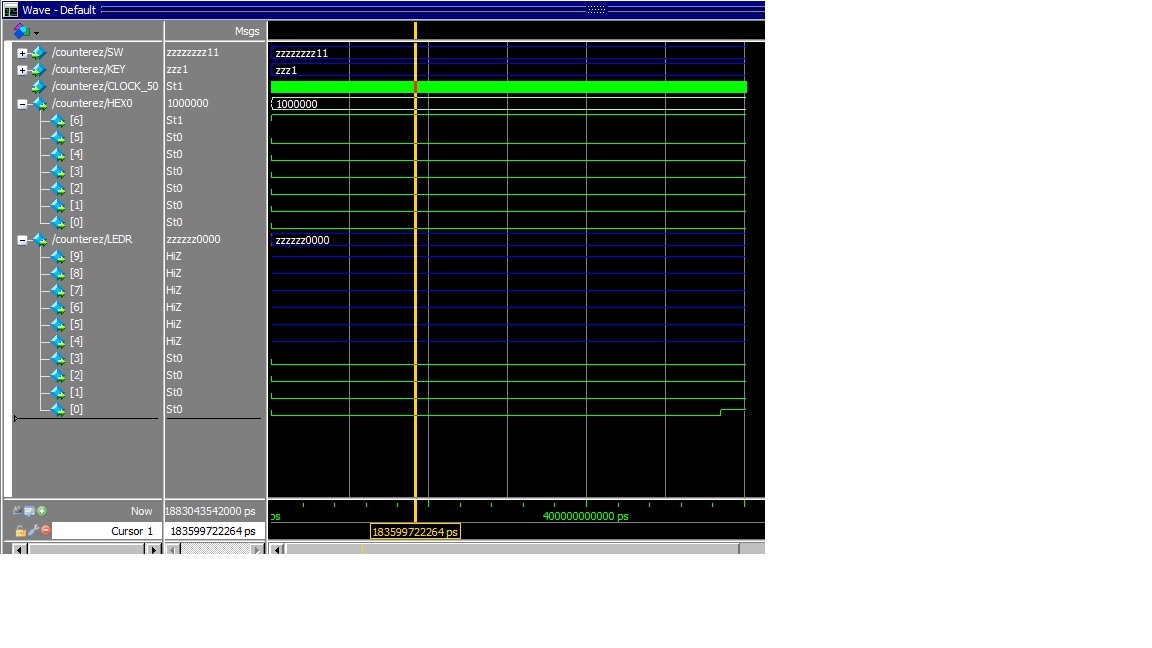 Wave - Default
Msgs
/counterez/SW zzzzzzzz11 zzzzzzzz11
/counterez/KEY zzz1 zzz1
/counterez/CLOCK_50 St1
/counterez/HEX0 1000000 1000000
[6] St1
[5] St0
[4] St0
[3] St0
[2] St0
[1] St0
[0] St0
/counterez/LEDR zzzzzz0000 zzzzzz0000
[9] HiZ
[8] HiZ
[7] HiZ
[6] HiZ
[5] HiZ
[4] HiZ
[3] St0
[2] St0
[1] St0
[0] St0
Now 1883043542000 ps ps 400000000000 ps
Cursor 1 183599722264 ps 183599722264 ps